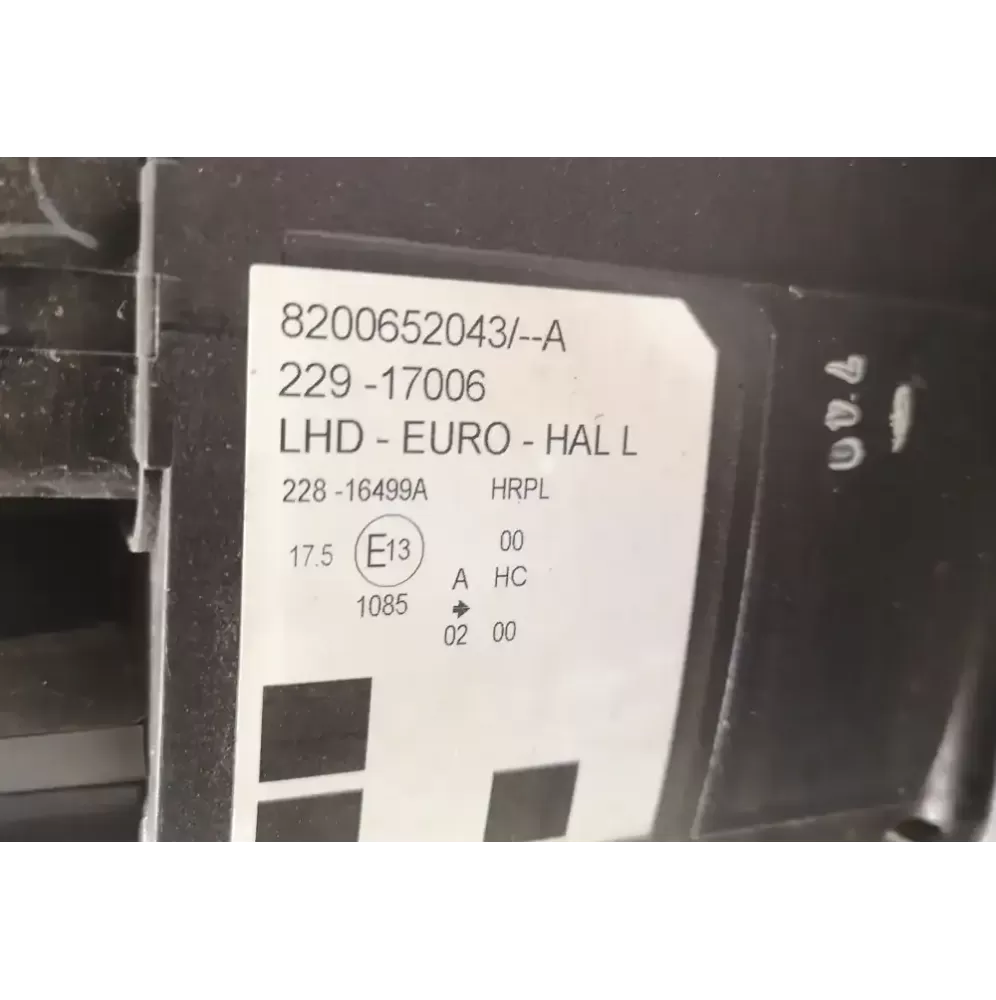 8200652043/--A
229 -17006
LHD - EURO - HAL L
228 -16499A HRPL
17.5 E13 00
A HC
1085
02 00